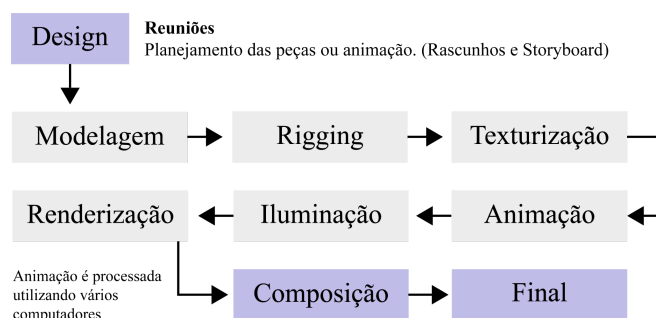 Design
Reuniões
Planejamento das peças ou animação. (Rascunhos e Storyboard)
Modelagem
Rigging
Texturização
Renderização
Iluminação
Animação
Animação é processada
utilizando vários
computadores
Composição
Final